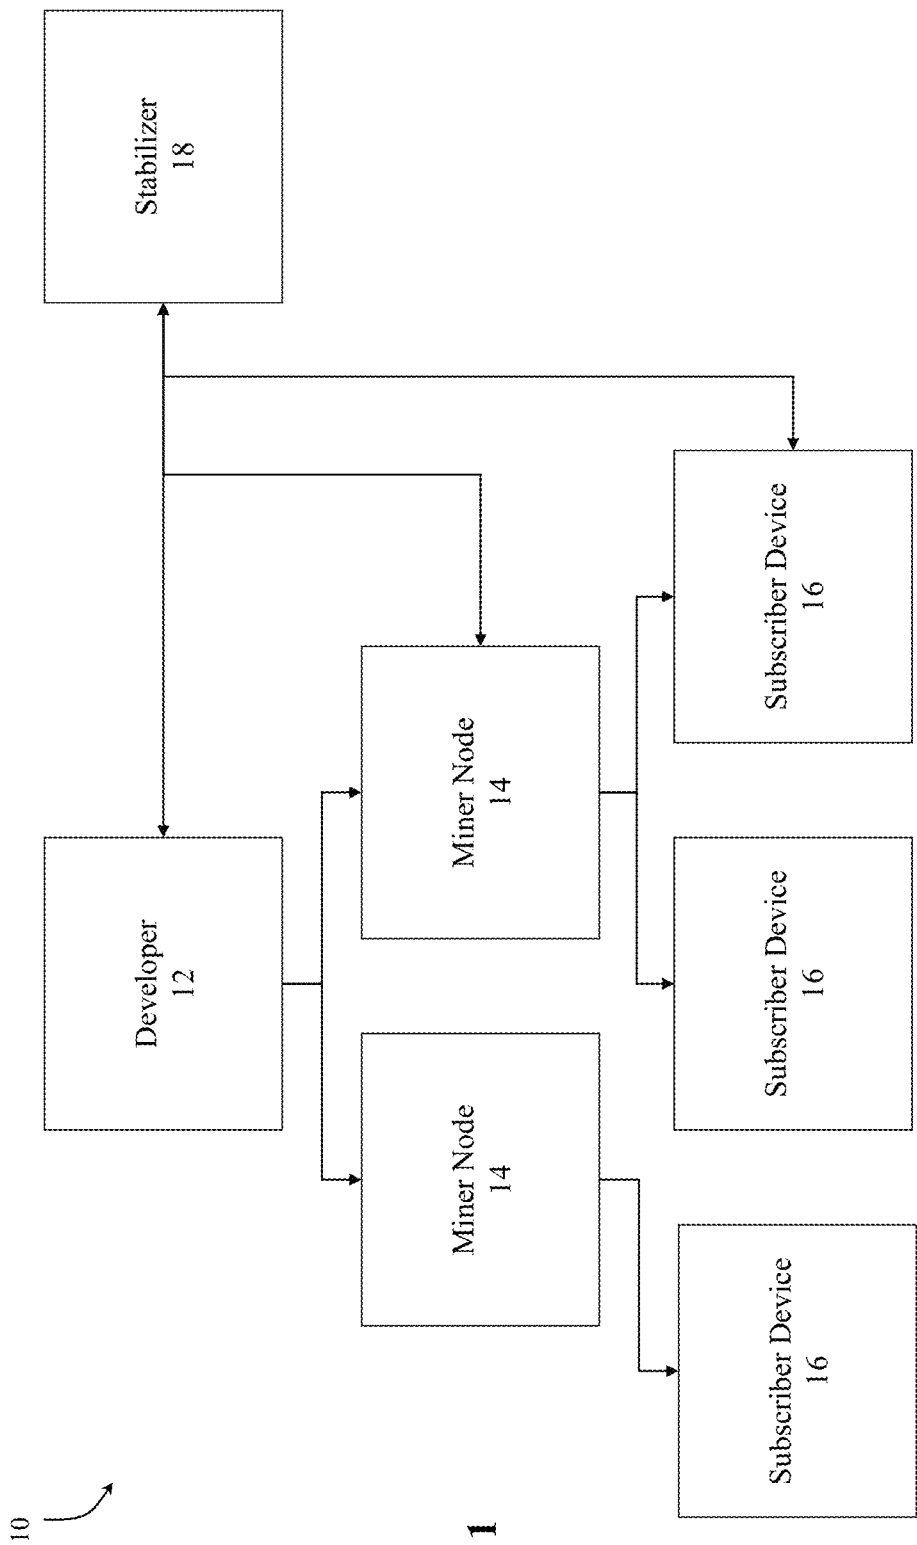 10
Developer
12
Stabilizer
18
Miner Node
14
Miner Node
14
Subscriber Device
16
Subscriber Device
16
Subscriber Device
16
1